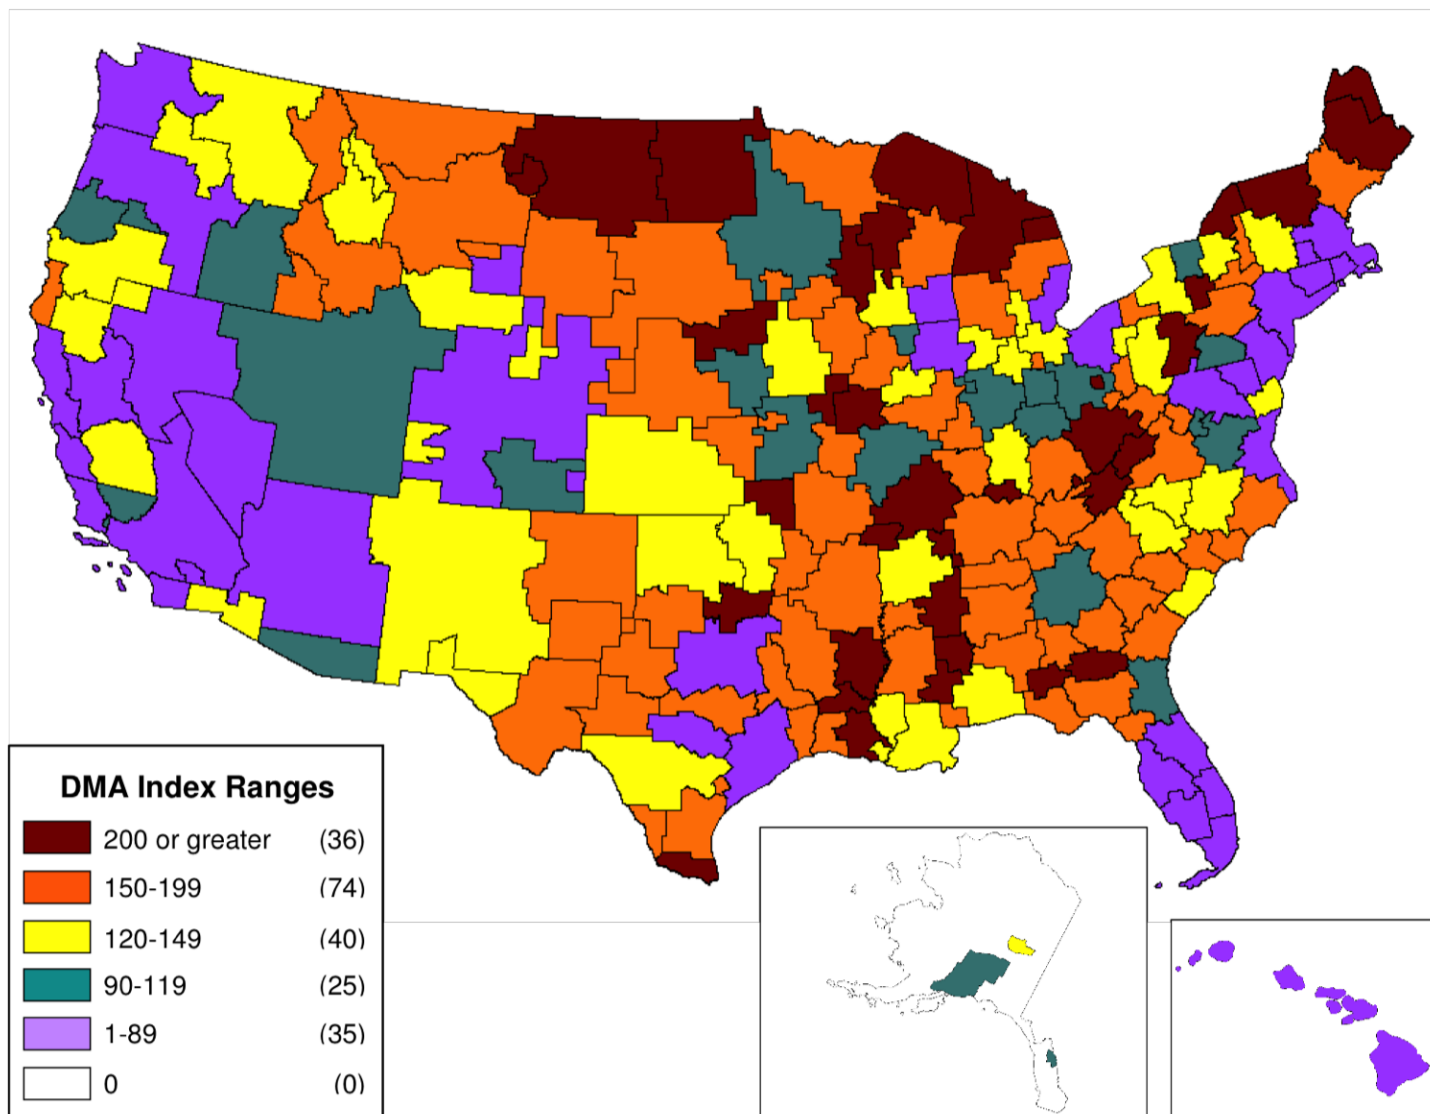 DMA Index Ranges
200 or greater (36)
150-199 (74)
120-149 (40)
90-119 (25)
1-89 (35)
0 (0)